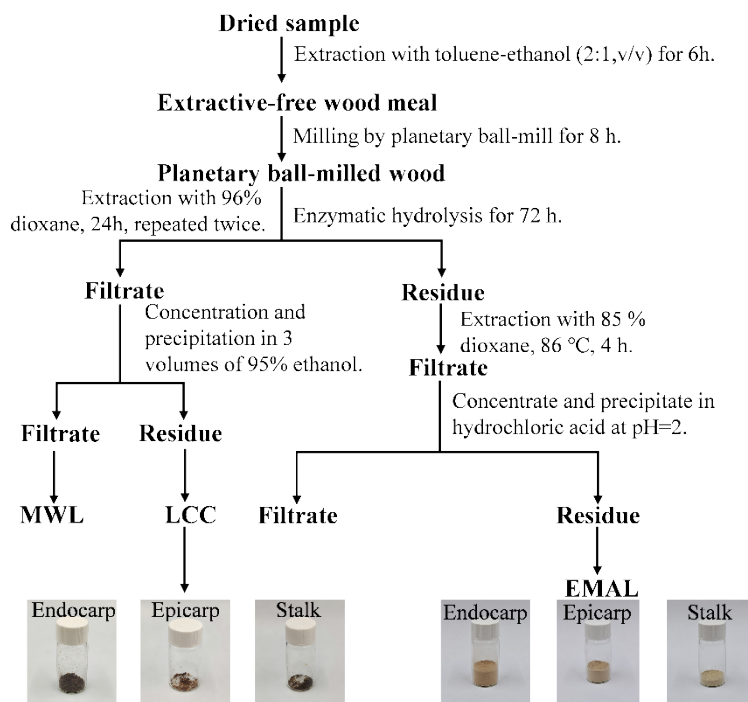 Dried sample
Extraction with toluene-ethanol (2:1,v/v) for 6h.
Extractive-free wood meal
Milling by planetary ball-mill for 8 h.
Planetary ball-milled wood
Extraction with 96%
dioxane, 24h, repeated twice.
Enzymatic hydrolysis for 72 h.
Filtrate
Concentration and
precipitation in 3
volumes of 95% ethanol.
Residue
Extraction with 85 %
dioxane, 86 ℃, 4 h.
Filtrate
Concentrate and precipitate in
hydrochloric acid at pH=2.
Filtrate
Residue
MWL
LCC
Filtrate
Residue
EMAL
Endocarp
Epicarp
Stalk
Endocarp
Epicarp
Stalk